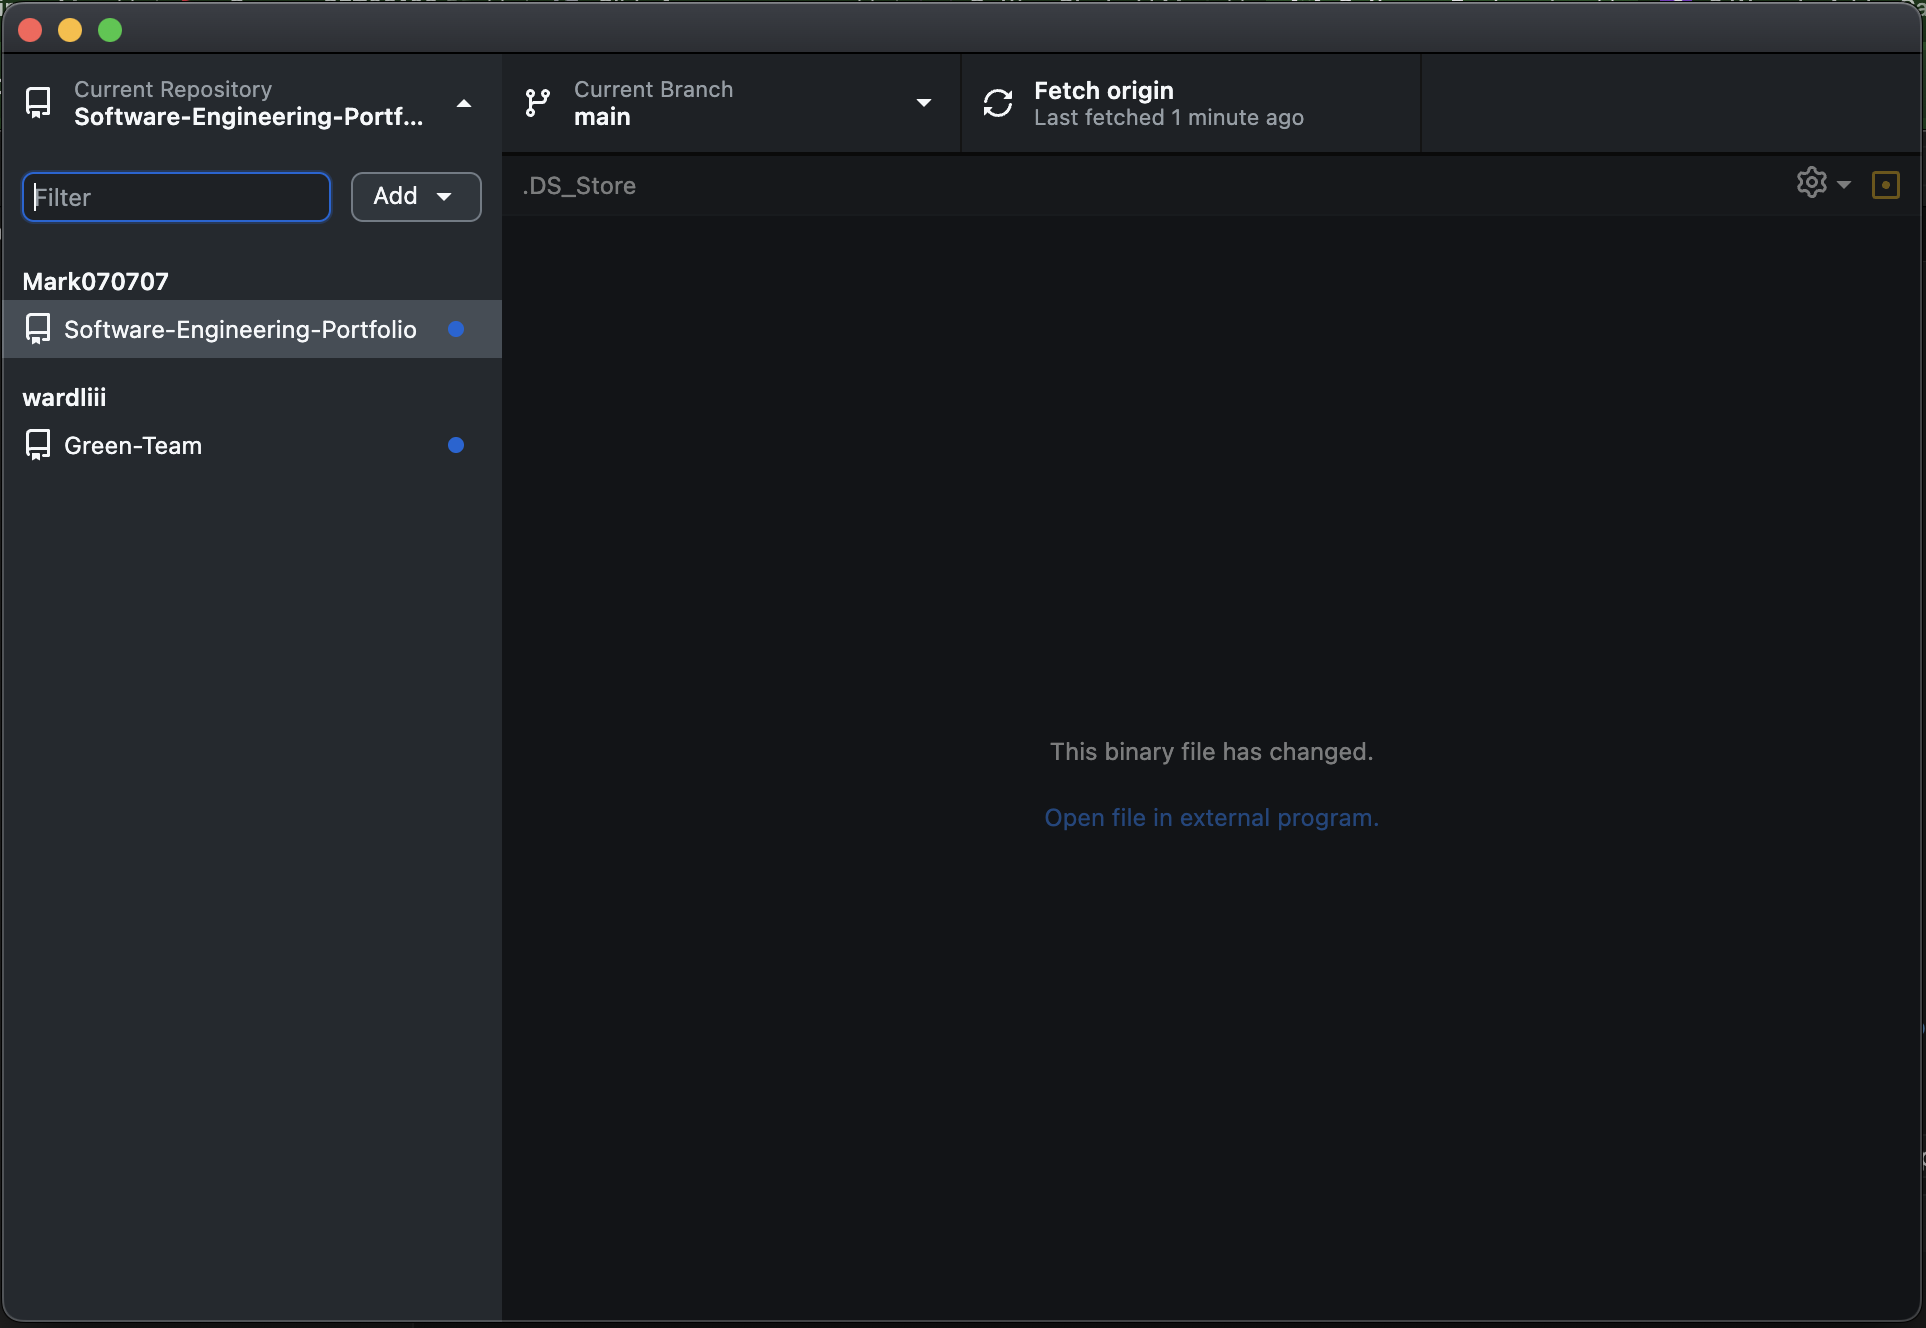 Current Repository
Software-Engineering-Portf...
Current Branch
main
Fetch origin
Last fetched 1 minute ago
Filter
Add
.DS_Store
Mark070707
Software-Engineering-Portfolio
wardliii
Green-Team
This binary file has changed.
Open file in external program.